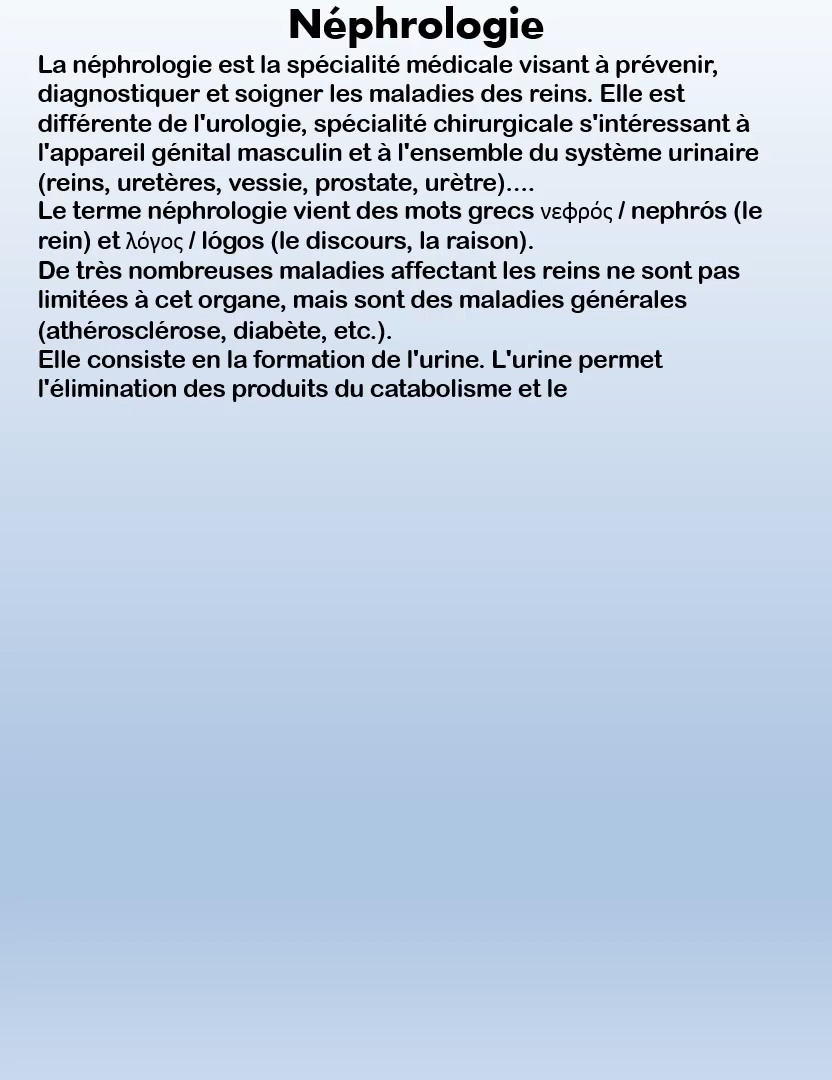 Néphrologie
La néphrologie est la spécialité médicale visant à prévenir,
diagnostiquer et soigner les maladies des reins. Elle est
différente de l'urologie, spécialité chirurgicale s'intéressant à
l'appareil génital masculin et à l'ensemble du système urinaire
(reins, uretères, vessie, prostate, urètre)....
Le terme néphrologie vient des mots grecs νεφρός / nephrós (le
rein) et λόγος / lógos (le discours, la raison).
De très nombreuses maladies affectant les reins ne sont pas
limitées à cet organe, mais sont des maladies générales
(athérosclérose, diabète, etc.).
Elle consiste en la formation de l'urine. L'urine permet
l'élimination des produits du catabolisme et le